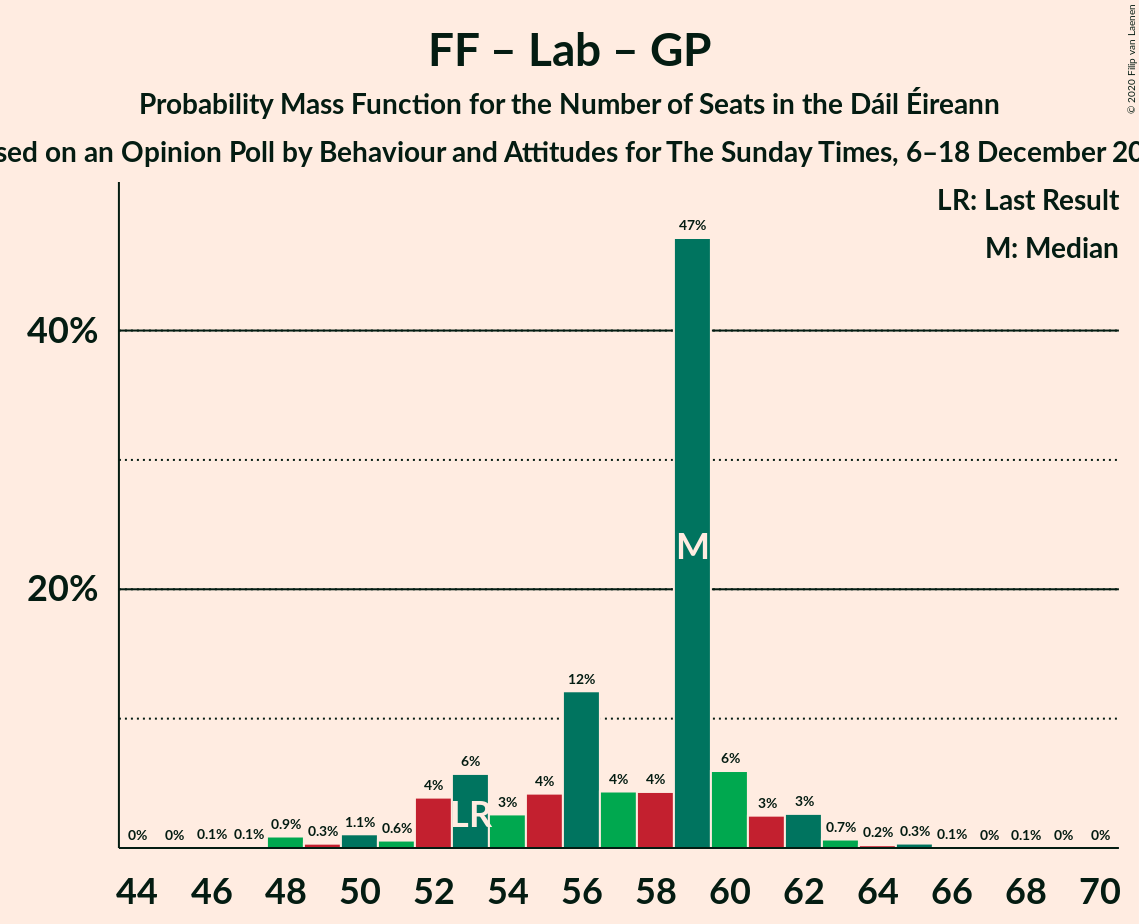 FF – Lab – GP
Probability Mass Function for the Number of Seats in the Dáil Éireann
on an Opinion Poll by Behaviour and Attitudes for The Sunday Times, 6–18 December
© 2020 Filip van Laenen
LR: Last Result
M: Median
47%
40%
M
20%
12%
6% 6%
4% 4% 4% 4%
LR 3% 3% 3%
0% 0% 0.1% 0.1% 0.9% 0.3% 1.1% 0.6% 0.7% 0.2% 0.3% 0.1% 0% 0.1% 0% 0%
44 46 48 50 52 54 56 58 60 62 64 66 68 70